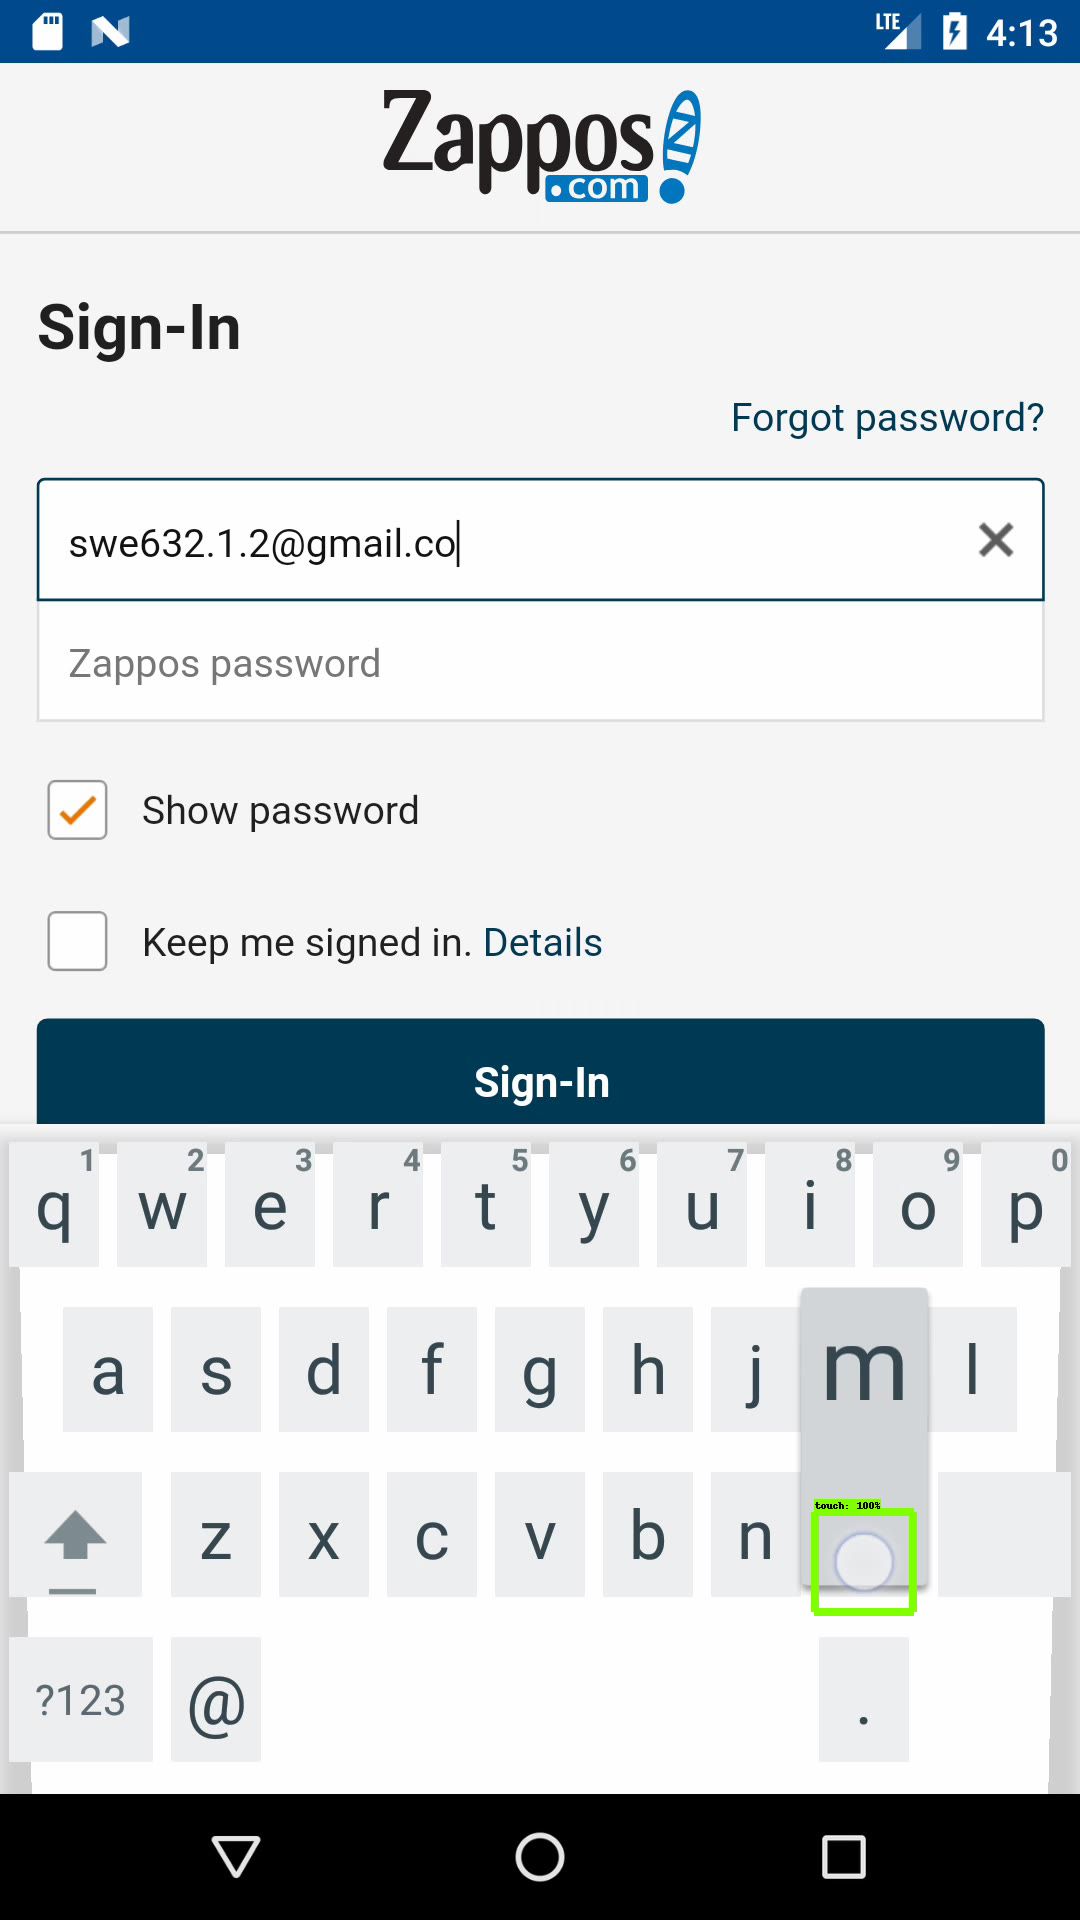 LTE 4:13
Zappos
.com
Sign-In
Forgot password?
swe632.1.2@gmail.co
Zappos password
Show password
Keep me signed in. Details
Sign-In
1 2 3 4 5 6 7 8 9 0
q w e r t y u i o p
a s d f g h j m l
touch: 100%
z x c v b n
?123 @ .